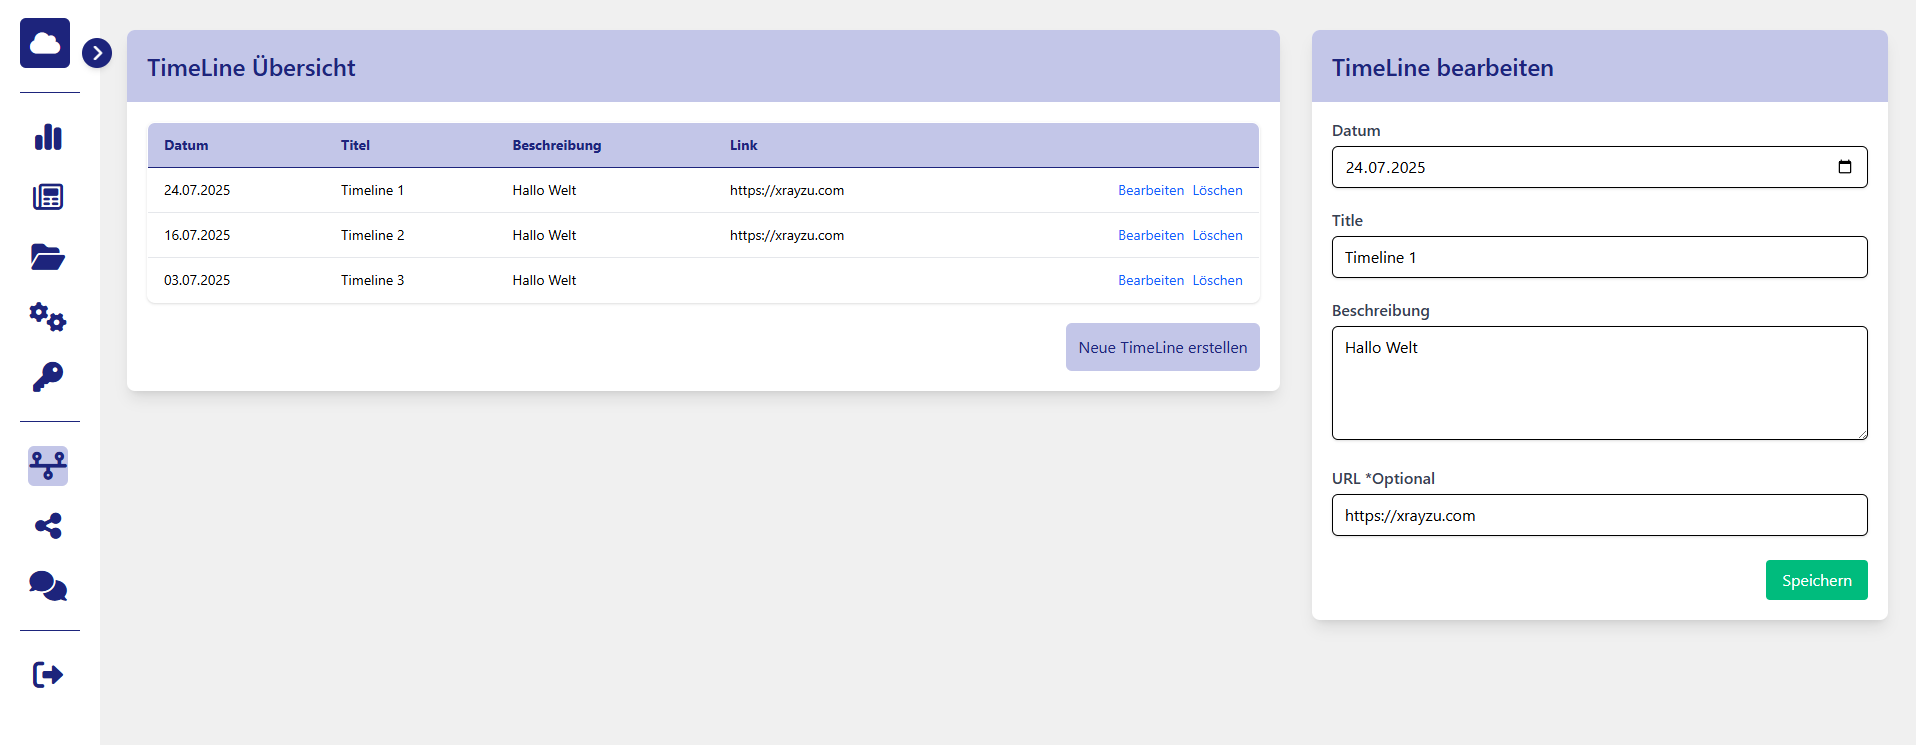 TimeLine Übersicht
Datum Titel Beschreibung Link
24.07.2025 Timeline 1 Hallo Welt https://xrayzu.com Bearbeiten Löschen
16.07.2025 Timeline 2 Hallo Welt https://xrayzu.com Bearbeiten Löschen
03.07.2025 Timeline 3 Hallo Welt Bearbeiten Löschen
Neue TimeLine erstellen
TimeLine bearbeiten
Datum
24.07.2025
Title
Timeline 1
Beschreibung
Hallo Welt
URL *Optional
https://xrayzu.com
Speichern